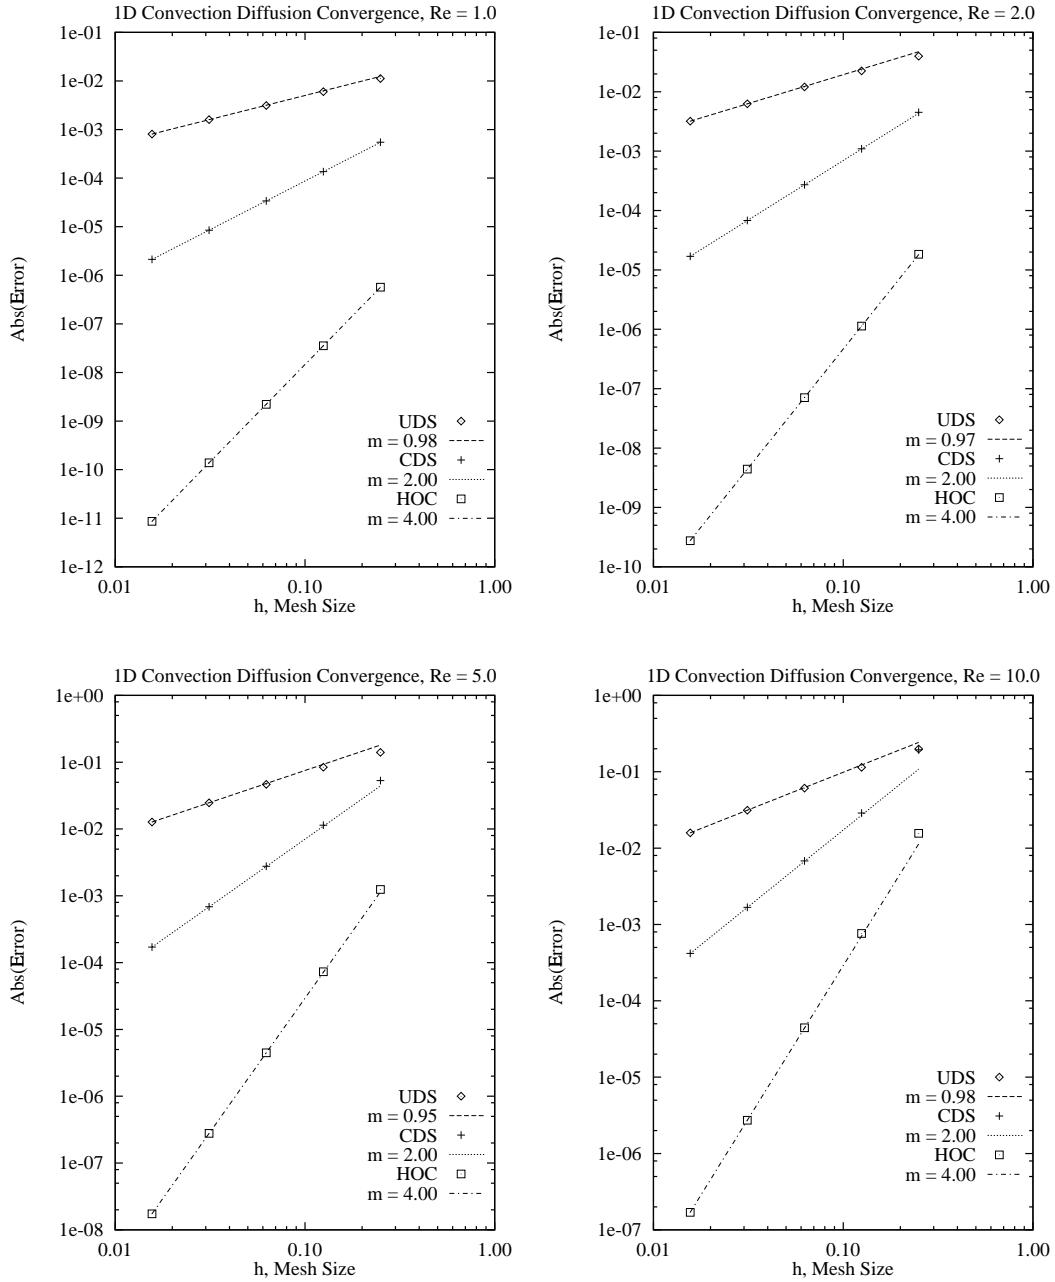 1D Convection Diffusion Convergence, Re = 1.0
1e-01
1e-02
1e-03
1e-04
1e-05
1e-06
1e-07
1e-08
1e-09
1e-10
1e-11
1e-12
Abs(Error)
UDS
m = 0.98
CDS
m = 2.00
HOC
m = 4.00
0.01
0.10
1.00
h, Mesh Size
1D Convection Diffusion Convergence, Re = 2.0
1e-01
1e-02
1e-03
1e-04
1e-05
1e-06
1e-07
1e-08
1e-09
1e-10
Abs(Error)
UDS
m = 0.97
CDS
m = 2.00
HOC
m = 4.00
0.01
0.10
1.00
h, Mesh Size
1D Convection Diffusion Convergence, Re = 5.0
1e+00
1e-01
1e-02
1e-03
1e-04
1e-05
1e-06
1e-07
1e-08
Abs(Error)
UDS
m = 0.95
CDS
m = 2.00
HOC
m = 4.00
0.01
0.10
1.00
h, Mesh Size
1D Convection Diffusion Convergence, Re = 10.0
1e+00
1e-01
1e-02
1e-03
1e-04
1e-05
1e-06
1e-07
Abs(Error)
UDS
m = 0.98
CDS
m = 2.00
HOC
m = 4.00
0.01
0.10
1.00
h, Mesh Size